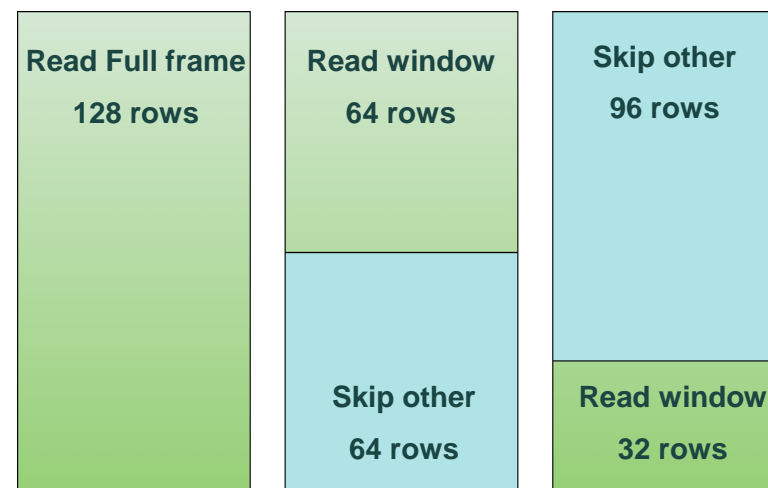 Read Full frame
128 rows
Read window
64 rows
Skip other
64 rows
Skip other
96 rows
Read window
32 rows